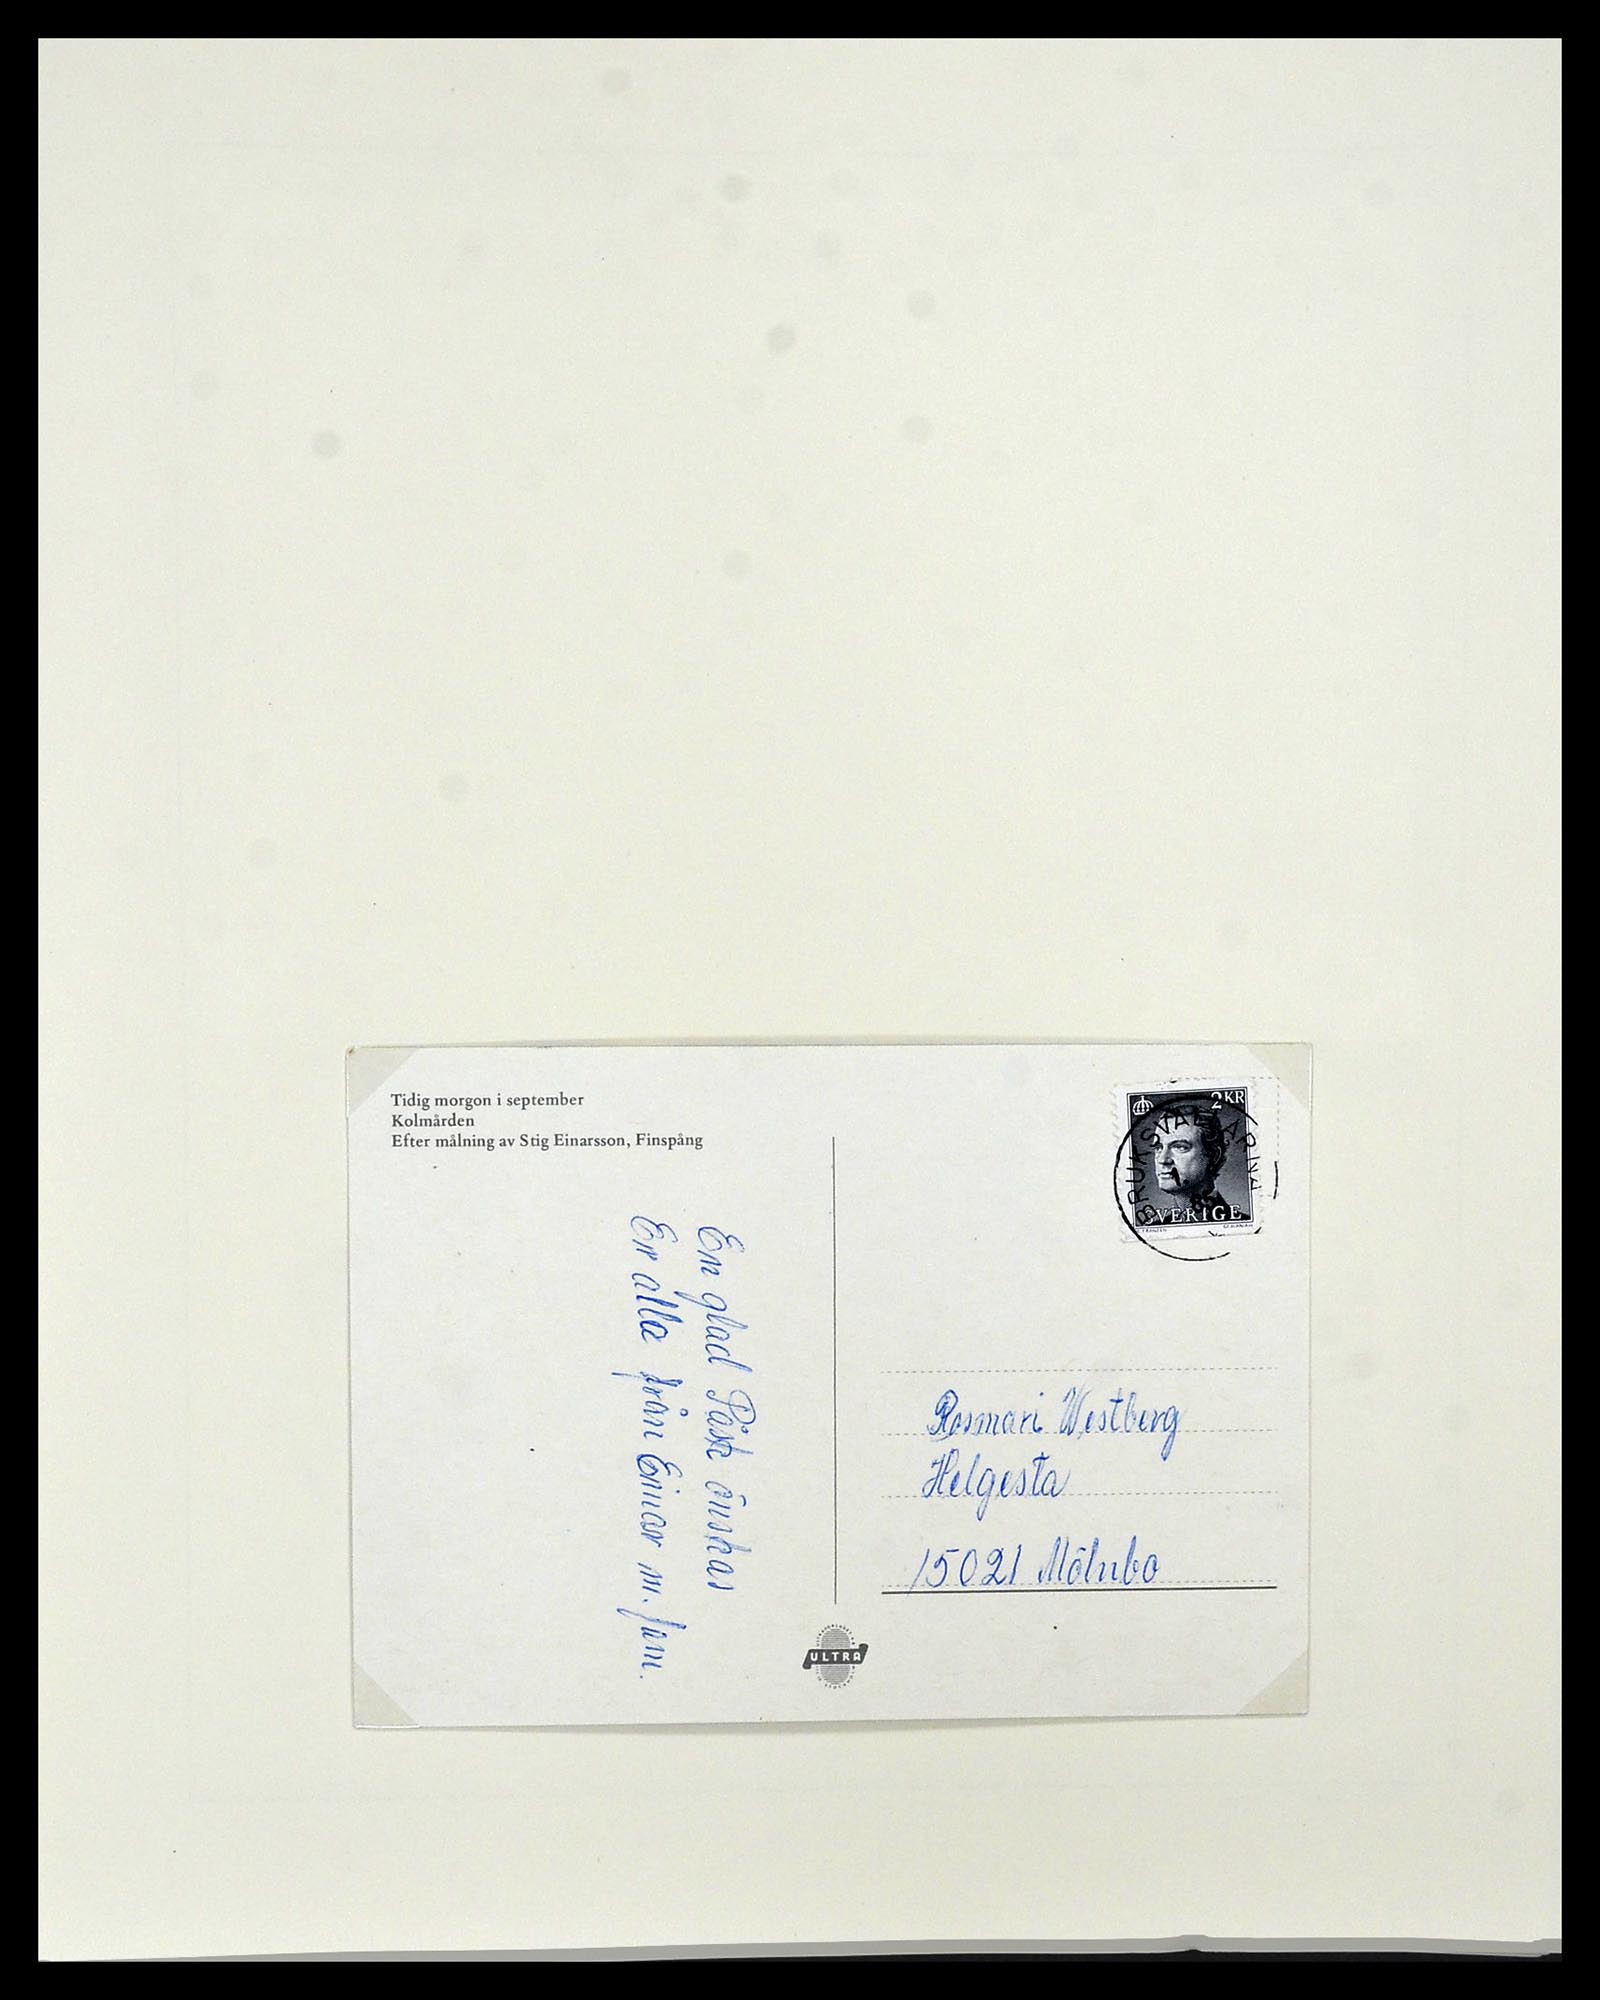 Tidig morgon i september
Kolmården
Efter målning av Stig Einarsson, Finspång
2 KR
SVERIGE
En glad Påsk önskas
Er alla från Einar m. fam.
Rosmari Westberg
Helgesta
15021 Mölnbo
ULTRA